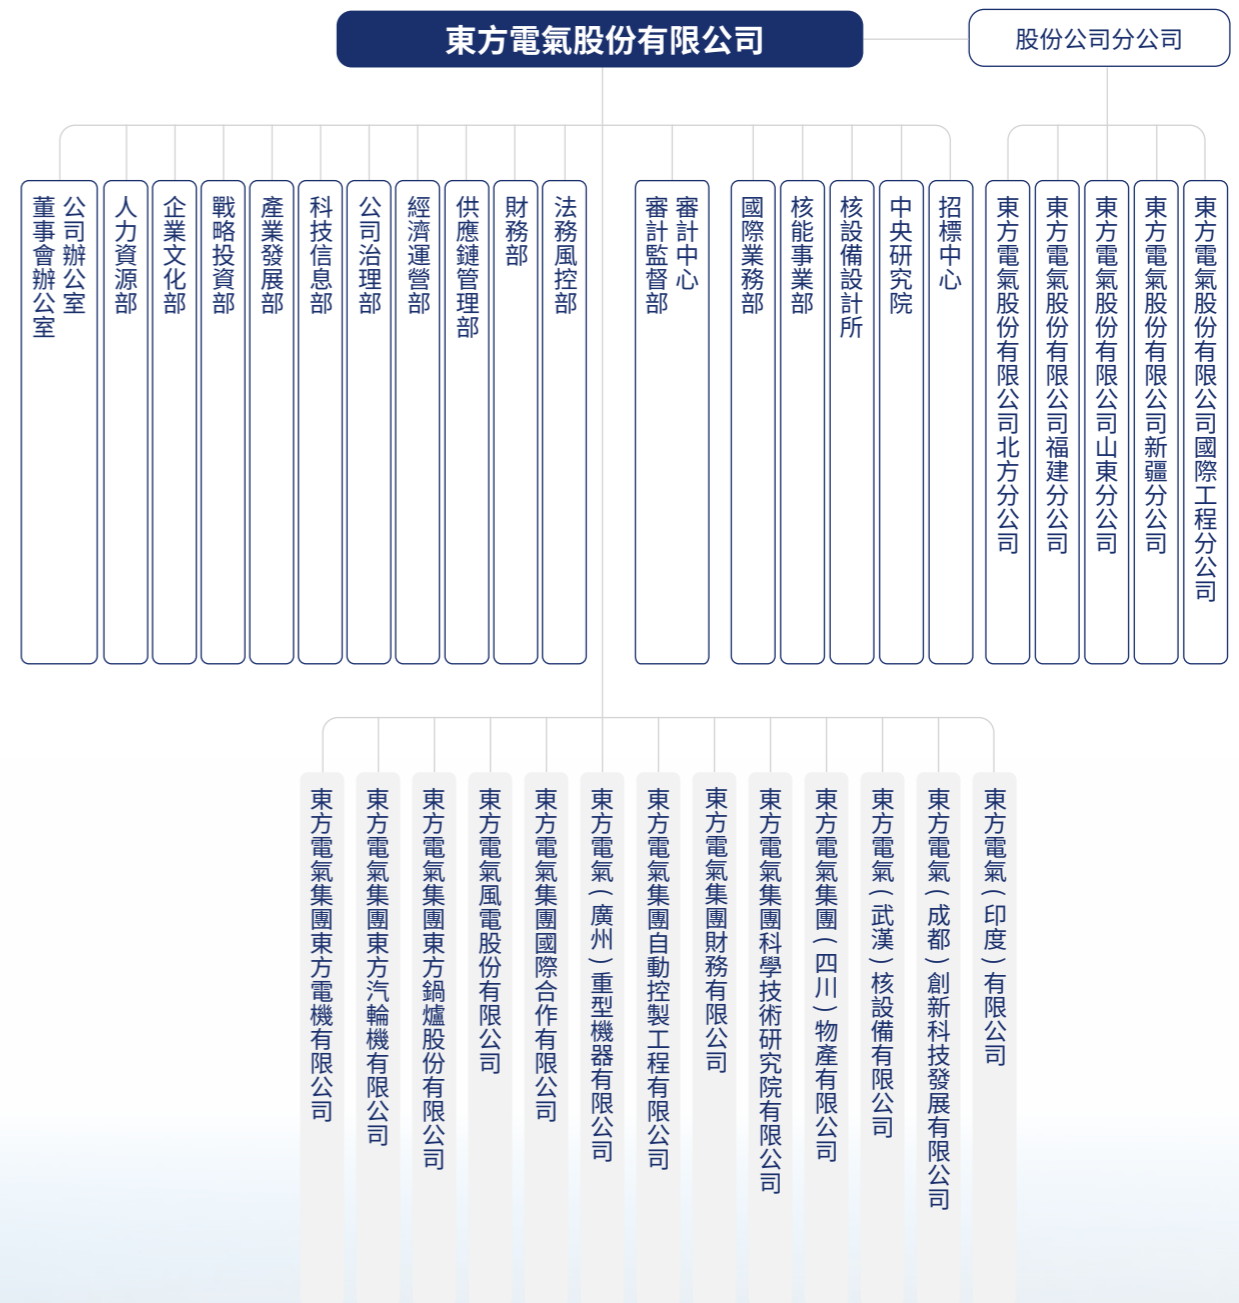 東方電氣股份有限公司
股份公司分公司
董事會辦公室
公司辦公室
人力資源部
企業文化部
戰略投資部
產業發展部
科技信息部
公司治理部
經濟運營部
供應鏈管理部
財務部
法務風控部
審計監督部
審計中心
國際業務部
核能事業部
核設備設計所
中央研究院
招標中心
東方電氣股份有限公司北方分公司
東方電氣股份有限公司福建分公司
東方電氣股份有限公司山東分公司
東方電氣股份有限公司新疆分公司
東方電氣股份有限公司國際工程分公司
東方電氣集團東方電機有限公司
東方電氣集團東方汽輪機有限公司
東方電氣集團東方鍋爐股份有限公司
東方電氣風電股份有限公司
東方電氣集團國際合作有限公司
東方電氣(廣州)重型機器有限公司
東方電氣集團自動控製工程有限公司
東方電氣集團財務有限公司
東方電氣集團科學技術研究院有限公司
東方電氣集團(四川)物產有限公司
東方電氣(武漢)核設備有限公司
東方電氣(成都)創新科技發展有限公司
東方電氣(印度)有限公司